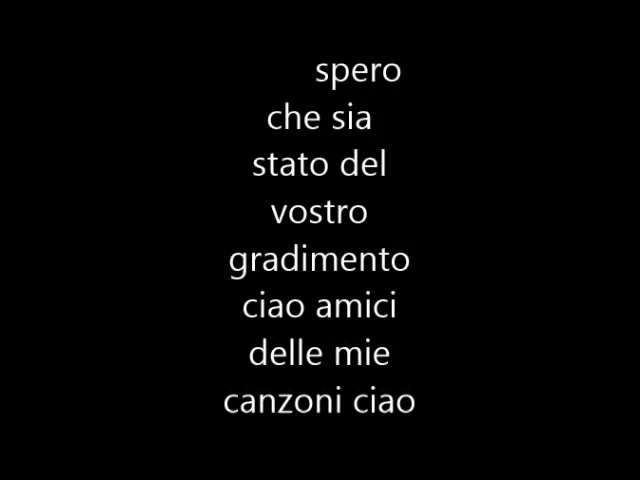 spero
che sia
stato del
vostro
gradimento
ciao amici
delle mie
canzoni ciao